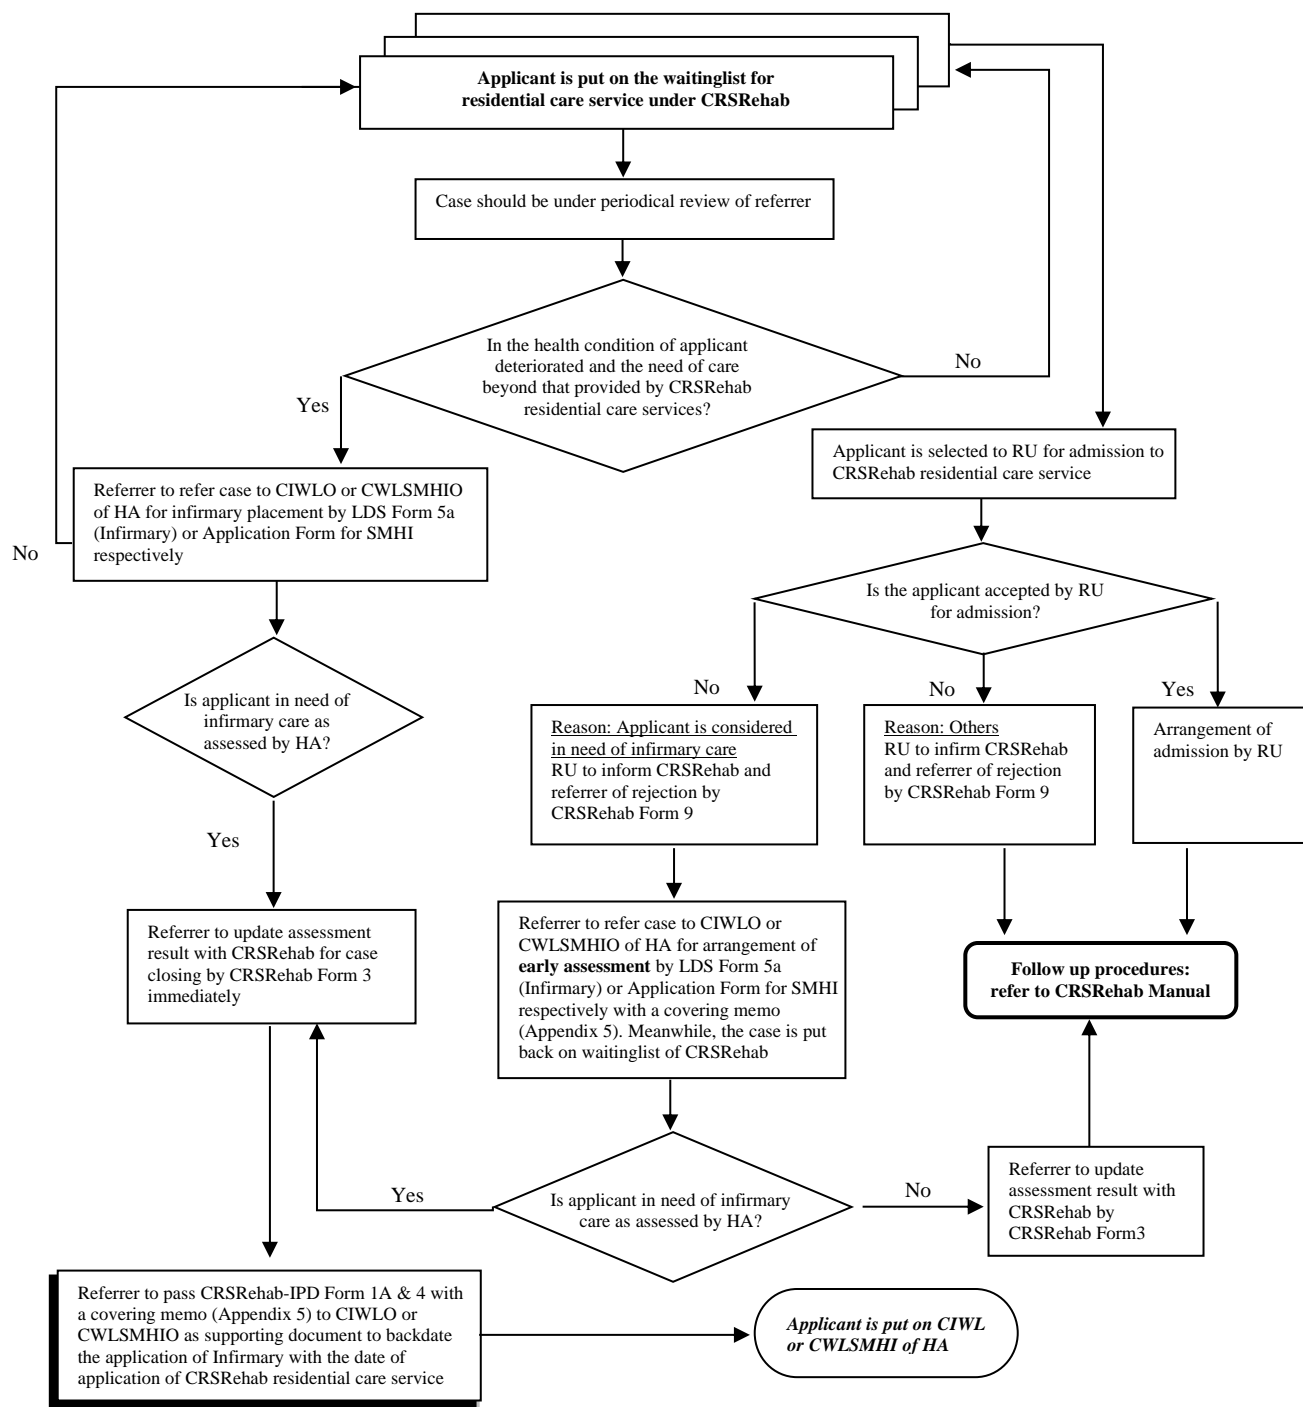 Applicant is put on the waitinglist for
residential care service under CRSRehab
Case should be under periodical review of referrer
In the health condition of applicant
deteriorated and the need of care
beyond that provided by CRSRehab
residential care services?
No
Yes
Applicant is selected to RU for admission to
CRSRehab residential care service
Referrer to refer case to CIWLO or CWLSMHIO
of HA for infirmary placement by LDS Form 5a
(Infirmary) or Application Form for SMHI
respectively
No
Is the applicant accepted by RU
for admission?
Is applicant in need of
infirmary care as
assessed by HA?
No
No
Yes
Reason: Applicant is considered
in need of infirmary care
RU to inform CRSRehab and
referrer of rejection by
CRSRehab Form 9
Reason: Others
RU to infirm CRSRehab
and referrer of rejection
by CRSRehab Form 9
Arrangement of
admission by RU
Yes
Referrer to update assessment
result with CRSRehab for case
closing by CRSRehab Form 3
immediately
Referrer to refer case to CIWLO or
CWLSMHIO of HA for arrangement of
early assessment by LDS Form 5a
(Infirmary) or Application Form for SMHI
respectively with a covering memo
(Appendix 5). Meanwhile, the case is put
back on waitinglist of CRSRehab
Follow up procedures:
refer to CRSRehab Manual
Yes
Is applicant in need of infirmary
care as assessed by HA?
No
Referrer to update
assessment result with
CRSRehab by
CRSRehab Form3
Referrer to pass CRSRehab-IPD Form 1A & 4 with
a covering memo (Appendix 5) to CIWLO or
CWLSMHIO as supporting document to backdate
the application of Infirmary with the date of
application of CRSRehab residential care service
Applicant is put on CIWL
or CWLSMHI of HA